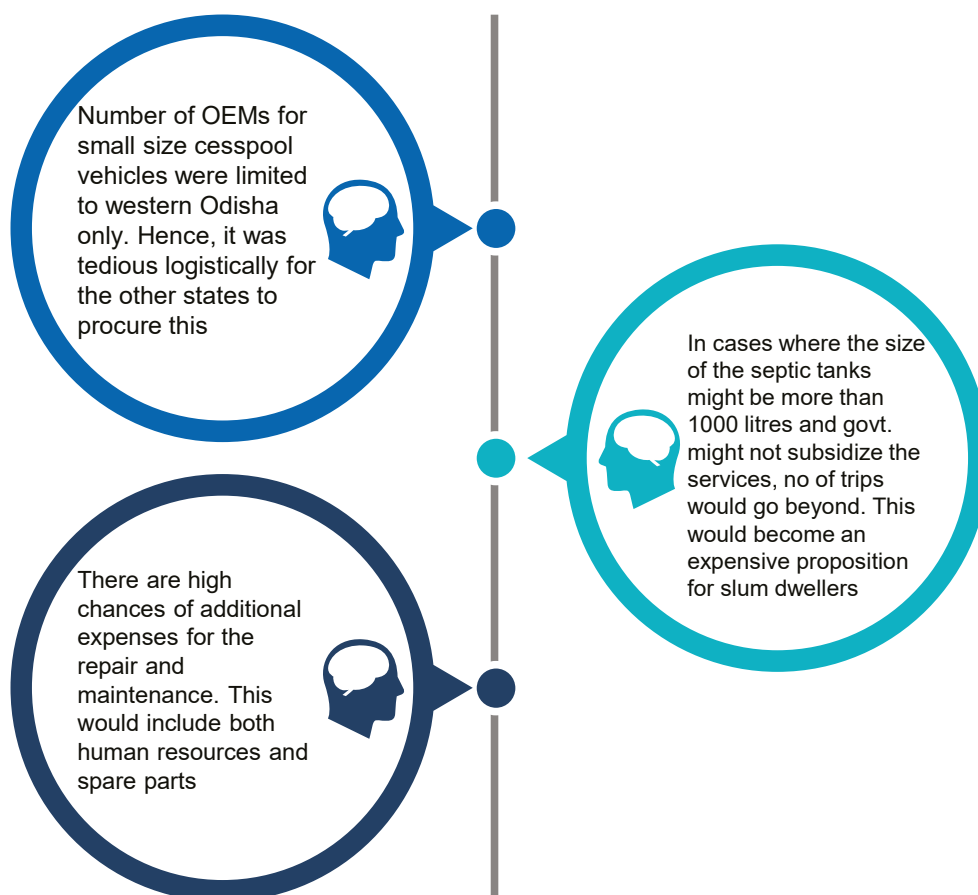 Number of OEMs for
small size cesspool
vehicles were limited
to western Odisha
only. Hence, it was
tedious logistically for
the other states to
procure this
In cases where the size
of the septic tanks
might be more than
1000 litres and govt.
might not subsidize the
services, no of trips
would go beyond. This
would become an
expensive proposition
for slum dwellers
There are high
chances of additional
expenses for the
repair and
maintenance. This
would include both
human resources and
spare parts